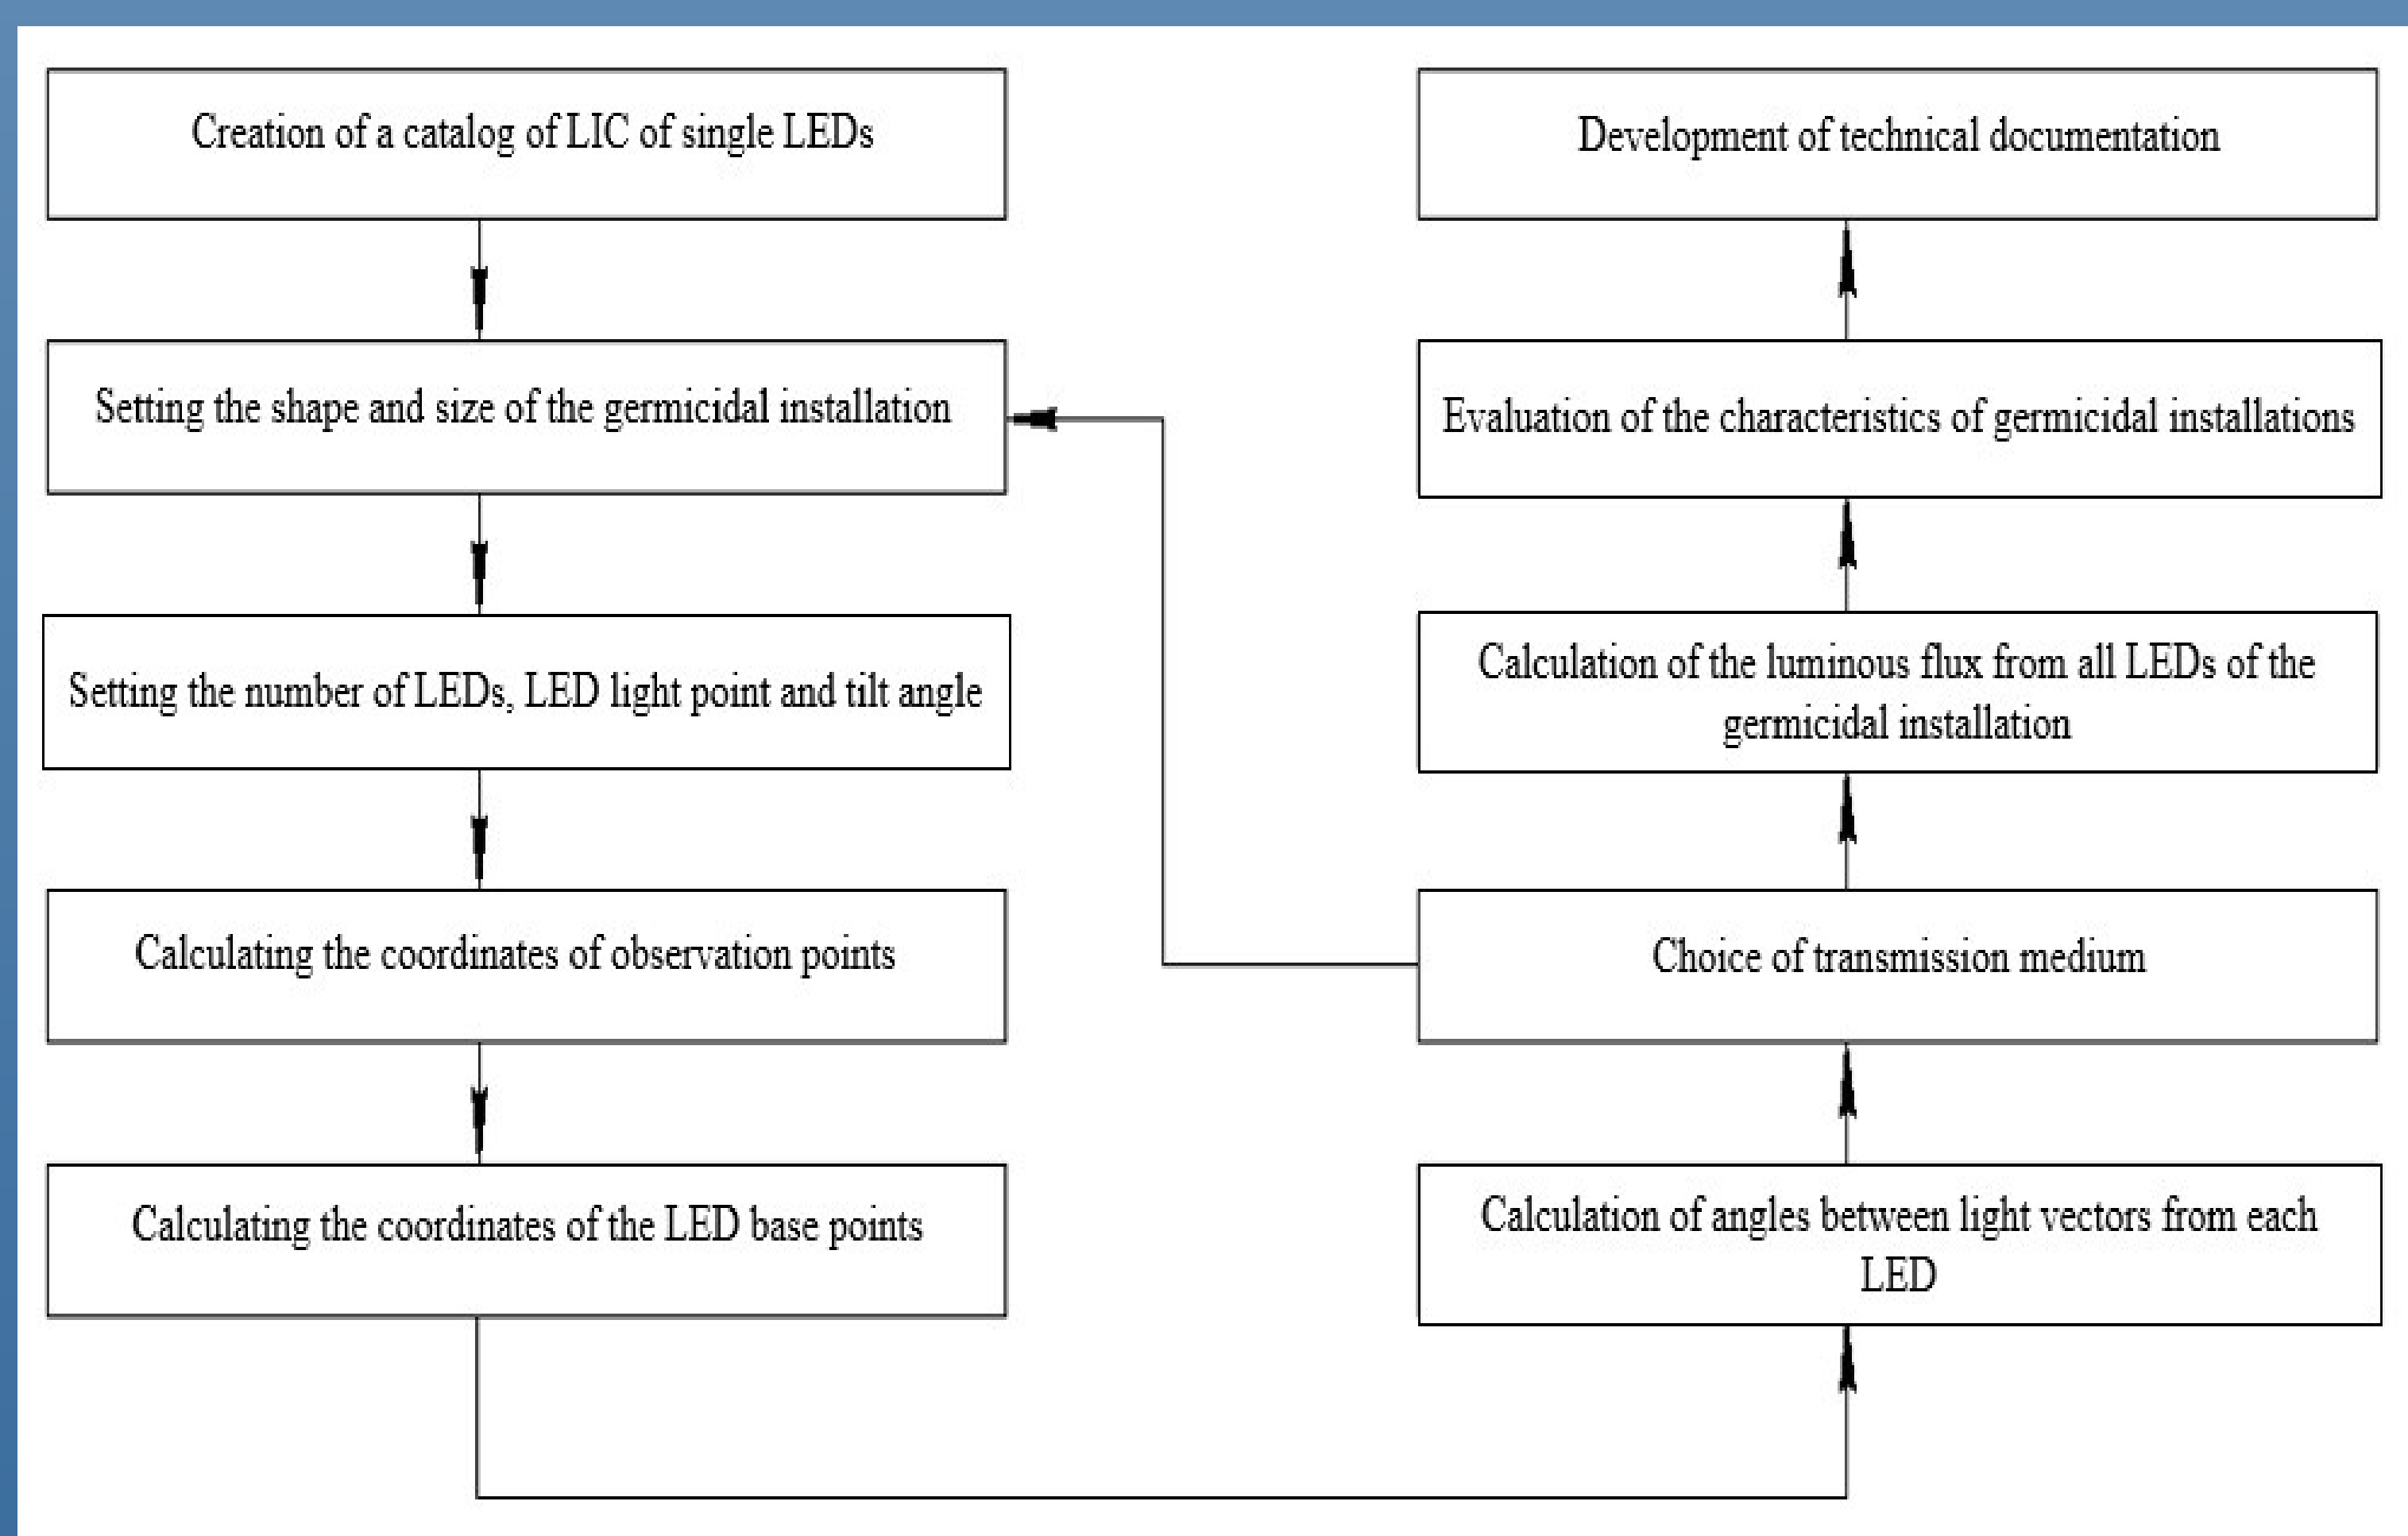 Creation of a catalog of LIC of single LEDs
Setting the shape and size of the germicidal installation
Setting the number of LEDs, LED light point and tilt angle
Calculating the coordinates of observation points
Calculating the coordinates of the LED base points
Development of technical documentation
Evaluation of the characteristics of germicidal installations
Calculation of the luminous flux from all LEDs of the
germicidal installation
Choice of transmission medium
Calculation of angles between light vectors from each
LED